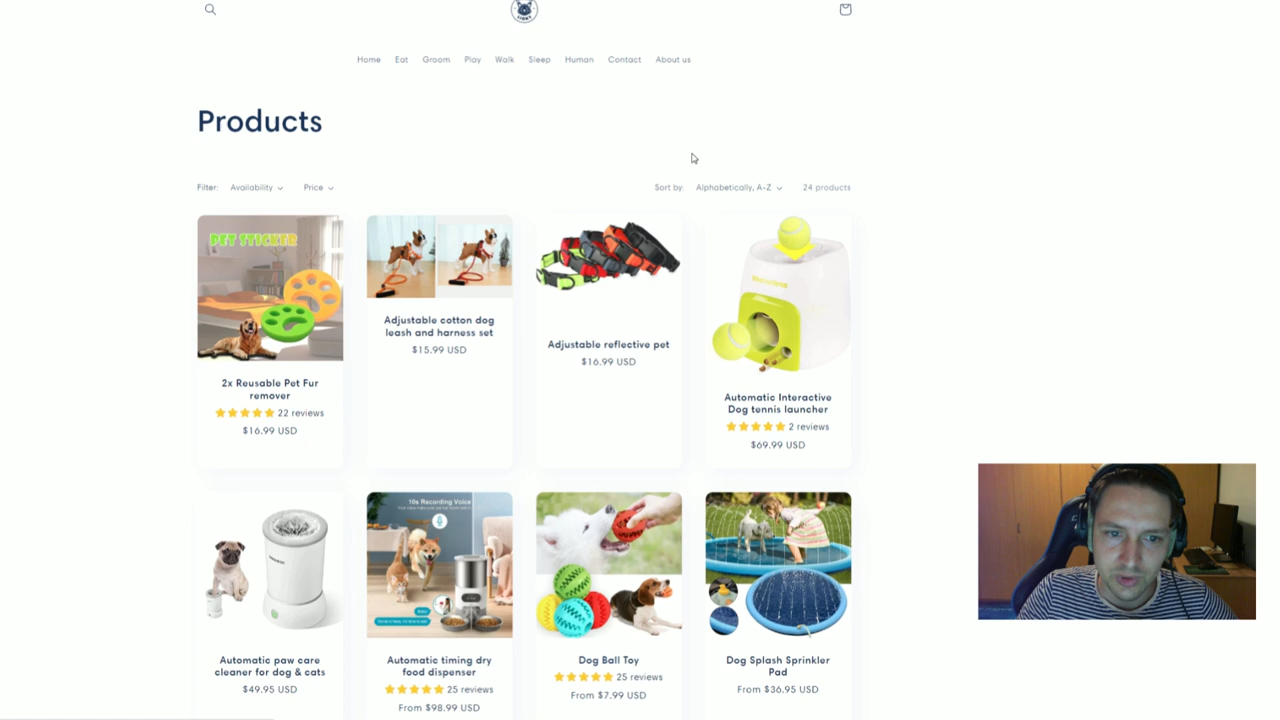 Home Eat Groom Play Walk Sleep Human Contact About us
Products
Filter: Availability Price Sort by: Alphabetically, A-Z 24 products
PET STICKER
2x Reusable Pet Fur
remover
22 reviews
$16.99 USD
Adjustable cotton dog
leash and harness set
$15.99 USD
Adjustable reflective pet
$16.99 USD
Automatic Interactive
Dog tennis launcher
2 reviews
$69.99 USD
Automatic paw care
cleaner for dog & cats
$49.95 USD
10s Recording Voice
Automatic timing dry
food dispenser
25 reviews
From $98.99 USD
Dog Ball Toy
25 reviews
From $7.99 USD
Dog Splash Sprinkler
Pad
From $36.95 USD